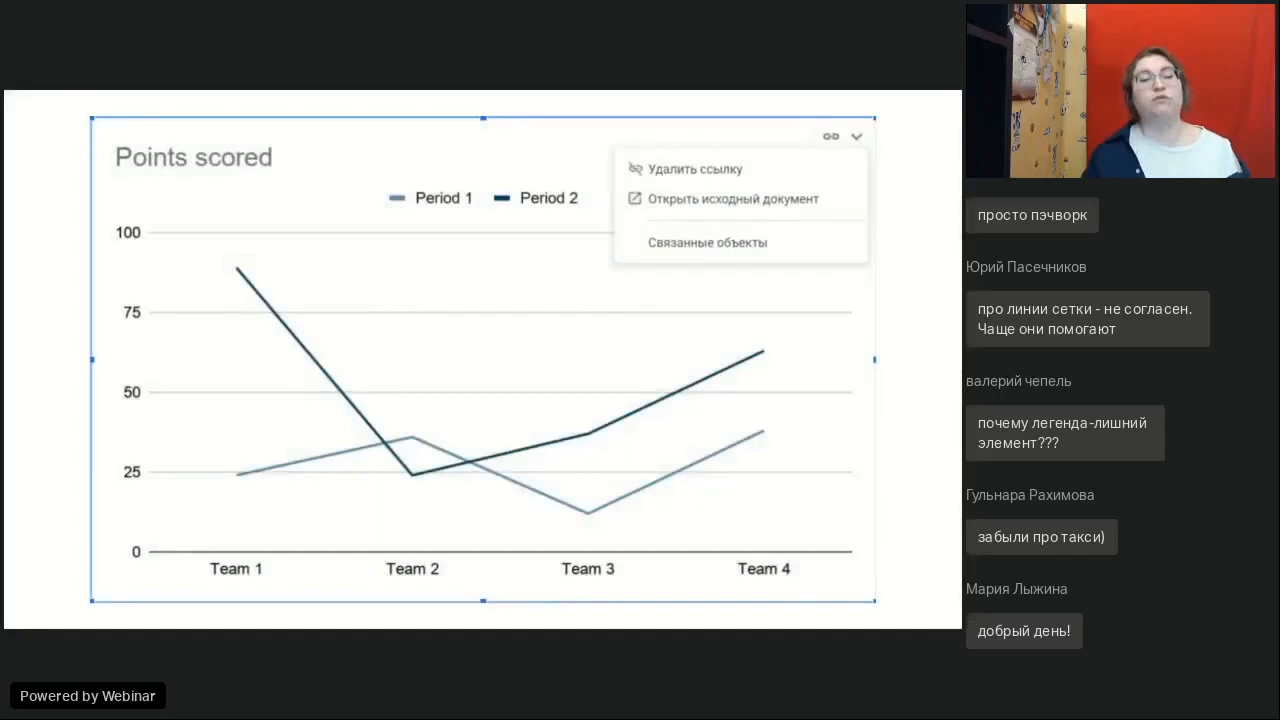 Points scored
Удалить ссылку
Открыть исходный документ
Связанные объекты
Period 1
Period 2
100
75
50
25
0
Team 1
Team 2
Team 3
Team 4
просто пэчворк
Юрий Пасечников
про линии сетки - не согласен.
Чаще они помогают
валерий чепель
почему легенда-лишний
элемент???
Гульнара Рахимова
забыли про такси)
Мария Лыжина
добрый день!
Powered by Webinar